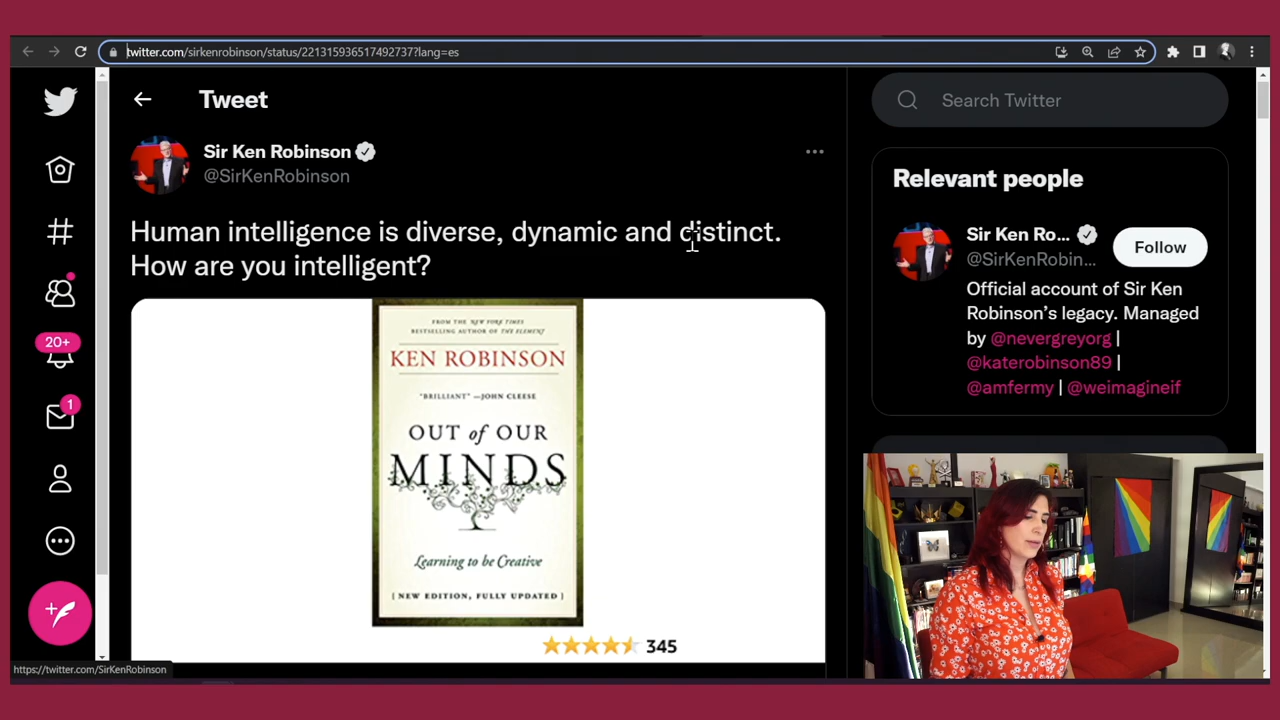 twitter.com/sirkenrobinson/status/221315936517492737?lang=es
Tweet
Sir Ken Robinson
@SirKenRobinson
Human intelligence is diverse, dynamic and distinct.
How are you intelligent?
FROM THE NEW YORK TIMES
BESTSELLING AUTHOR OF THE ELEMENT
KEN ROBINSON
"BRILLIANT" —JOHN CLEESE
OUT of OUR
MINDS
Learning to be Creative
[ NEW EDITION, FULLY UPDATED ]
345
Search Twitter
Relevant people
Sir Ken Ro...
@SirKenRobin...
Follow
Official account of Sir Ken
Robinson's legacy. Managed
by @nevergreyorg |
@katerobinson89 |
@amfermy | @weimagineif
20+
1
https://twitter.com/SirKenRobinson